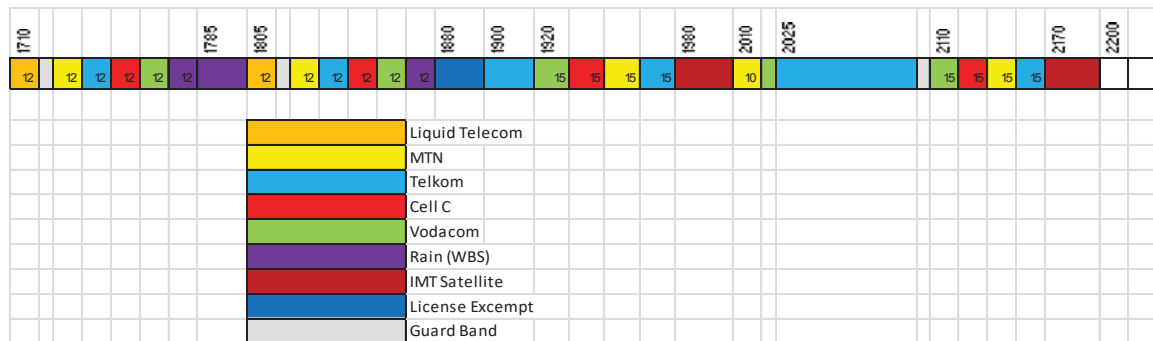 1710 1785 1805 1880 1900 1920 1980 2010 2025 2110 2170 2200
12 12 12 12 12 12 12 12 12 12 12 12 15 15 15 15 10 15 15 15 15
Liquid Telecom
MTN
Telkom
Cell C
Vodacom
Rain (WBS)
IMT Satellite
License Excempt
Guard Band